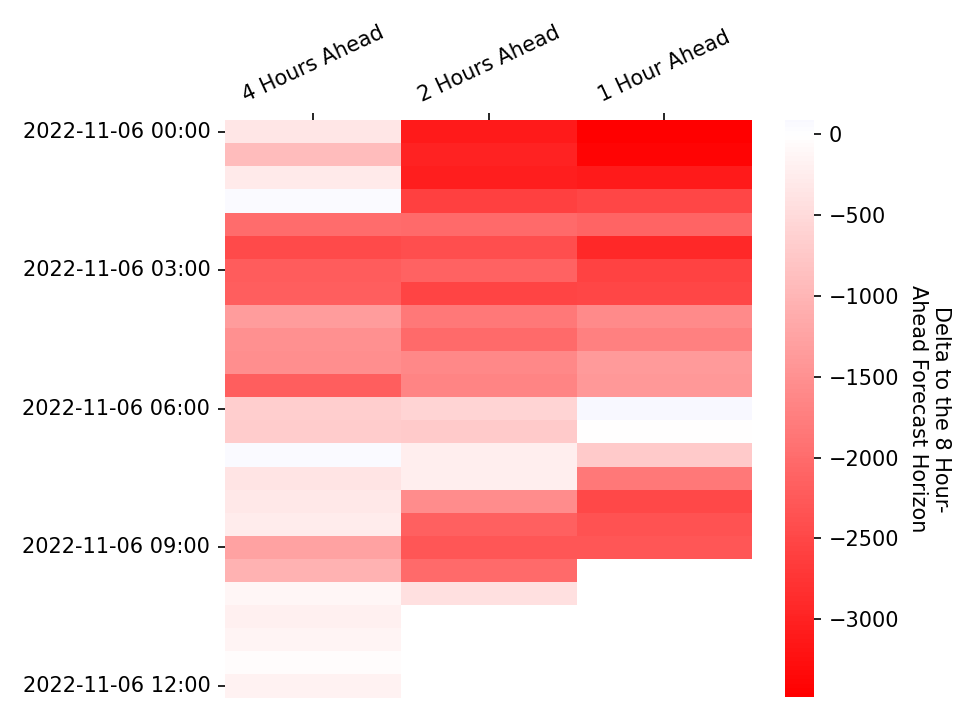 4 Hours Ahead
2 Hours Ahead
1 Hour Ahead
2022-11-06 00:00
2022-11-06 03:00
2022-11-06 06:00
2022-11-06 09:00
2022-11-06 12:00
0
−500
−1000
−1500
−2000
−2500
−3000
Delta to the 8 Hour-
Ahead Forecast Horizon